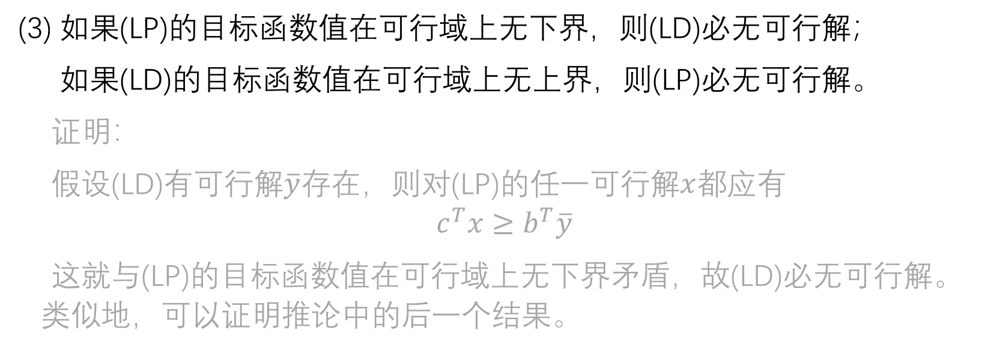 (3) 如果(LP)的目标函数值在可行域上无下界，则(LD)必无可行解；
如果(LD)的目标函数值在可行域上无上界，则(LP)必无可行解。
证明：
假设(LD)有可行解ȳ存在，则对(LP)的任一可行解x都应有
cᵀx ≥ bᵀȳ
这就与(LP)的目标函数值在可行域上无下界矛盾，故(LD)必无可行解。
类似地，可以证明推论中的后一个结果。